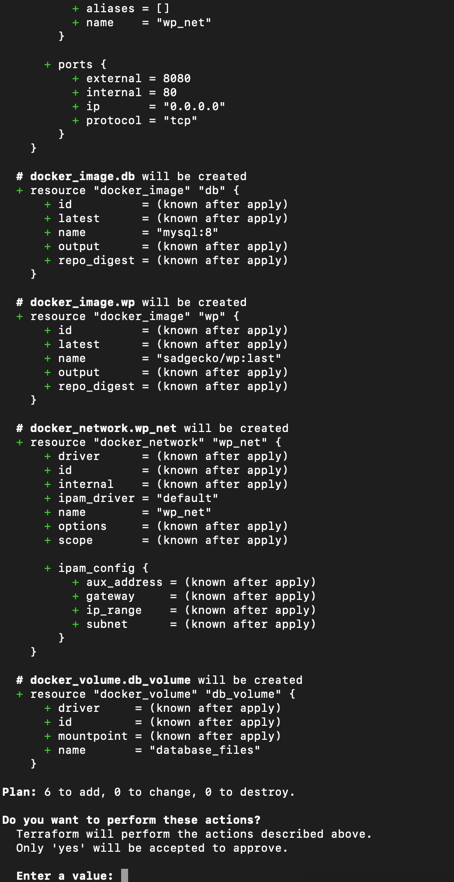 + aliases = []
+ name    = "wp_net"
}
+ ports {
+ external = 8080
+ internal = 80
+ ip       = "0.0.0.0"
+ protocol = "tcp"
}
}
# docker_image.db will be created
+ resource "docker_image" "db" {
+ id          = (known after apply)
+ latest      = (known after apply)
+ name        = "mysql:8"
+ output      = (known after apply)
+ repo_digest = (known after apply)
}
# docker_image.wp will be created
+ resource "docker_image" "wp" {
+ id          = (known after apply)
+ latest      = (known after apply)
+ name        = "sadgecko/wp:last"
+ output      = (known after apply)
+ repo_digest = (known after apply)
}
# docker_network.wp_net will be created
+ resource "docker_network" "wp_net" {
+ driver      = (known after apply)
+ id          = (known after apply)
+ internal    = (known after apply)
+ ipam_driver = "default"
+ name        = "wp_net"
+ options     = (known after apply)
+ scope       = (known after apply)
+ ipam_config {
+ aux_address = (known after apply)
+ gateway     = (known after apply)
+ ip_range    = (known after apply)
+ subnet      = (known after apply)
}
}
# docker_volume.db_volume will be created
+ resource "docker_volume" "db_volume" {
+ driver     = (known after apply)
+ id         = (known after apply)
+ mountpoint = (known after apply)
+ name       = "database_files"
}
Plan: 6 to add, 0 to change, 0 to destroy.
Do you want to perform these actions?
Terraform will perform the actions described above.
Only 'yes' will be accepted to approve.
Enter a value: